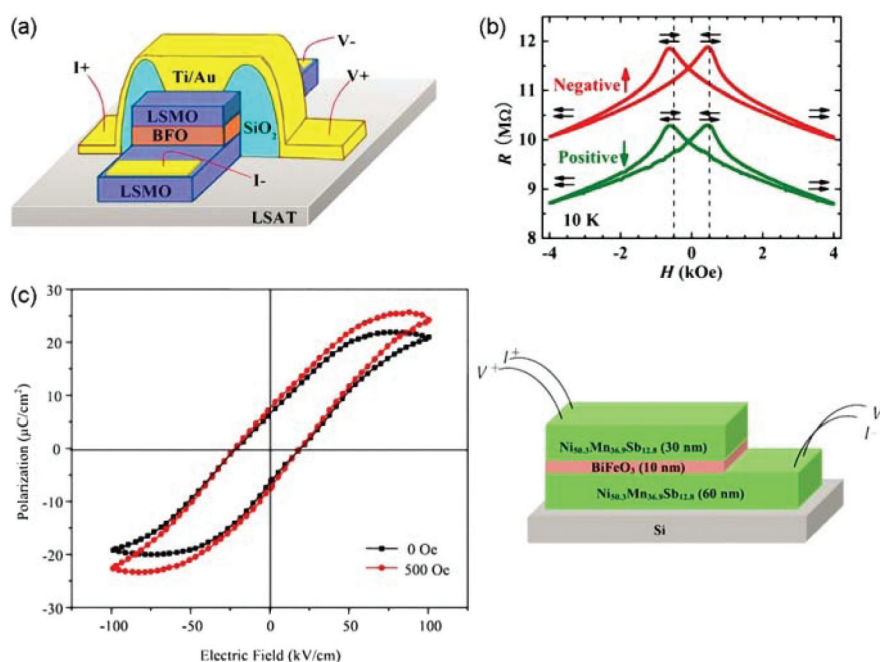 (a)
V-
I+
Ti/Au
V+
LSMO
BFO
SiO₂
I-
LSMO
LSAT
(b)
12
11
10
9
8
R (MΩ)
Negative
Positive
10 K
-4 -2 0 2 4
H (kOe)
(c)
30
20
10
0
-10
-20
-30
Polarization (µC/cm²)
0 Oe
500 Oe
-100 -50 0 50 100
Electric Field (kV/cm)
I⁺
V⁺
V
I⁻
Ni₅₀.₃Mn₃₆.₉Sb₁₂.₈ (30 nm)
BiFeO₃ (10 nm)
Ni₅₀.₃Mn₃₆.₉Sb₁₂.₈ (60 nm)
Si